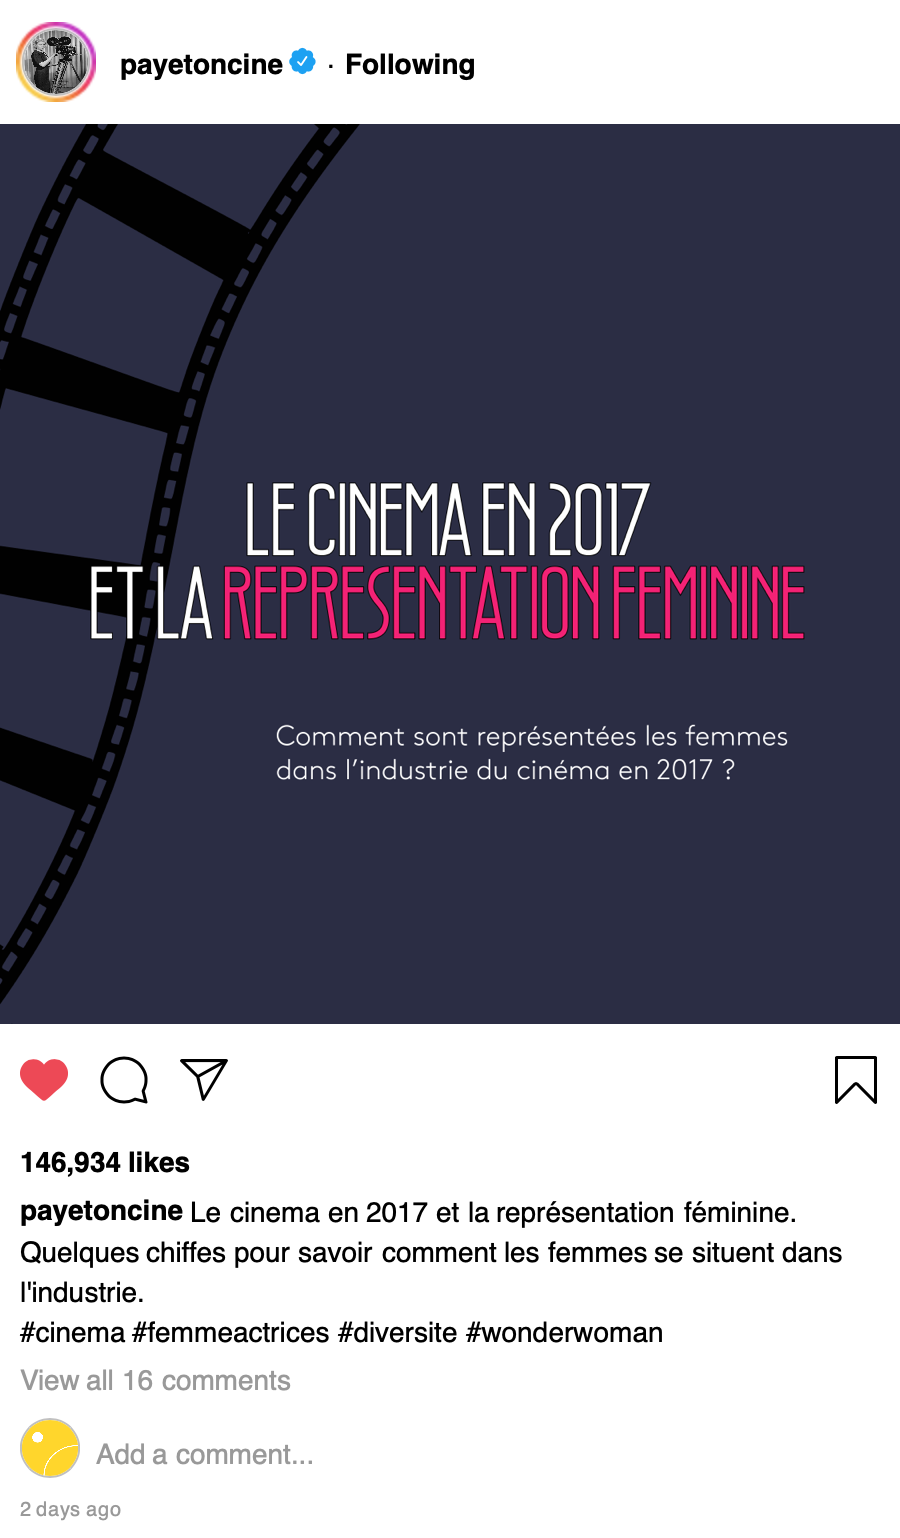 payetoncine · Following
LE CINEMA EN 2017
ET LA REPRESENTATION FEMININE
Comment sont représentées les femmes
dans l’industrie du cinéma en 2017 ?
146,934 likes
payetoncine Le cinema en 2017 et la représentation féminine.
Quelques chiffes pour savoir comment les femmes se situent dans
l'industrie.
#cinema #femmeactrices #diversite #wonderwoman
View all 16 comments
Add a comment...
2 days ago